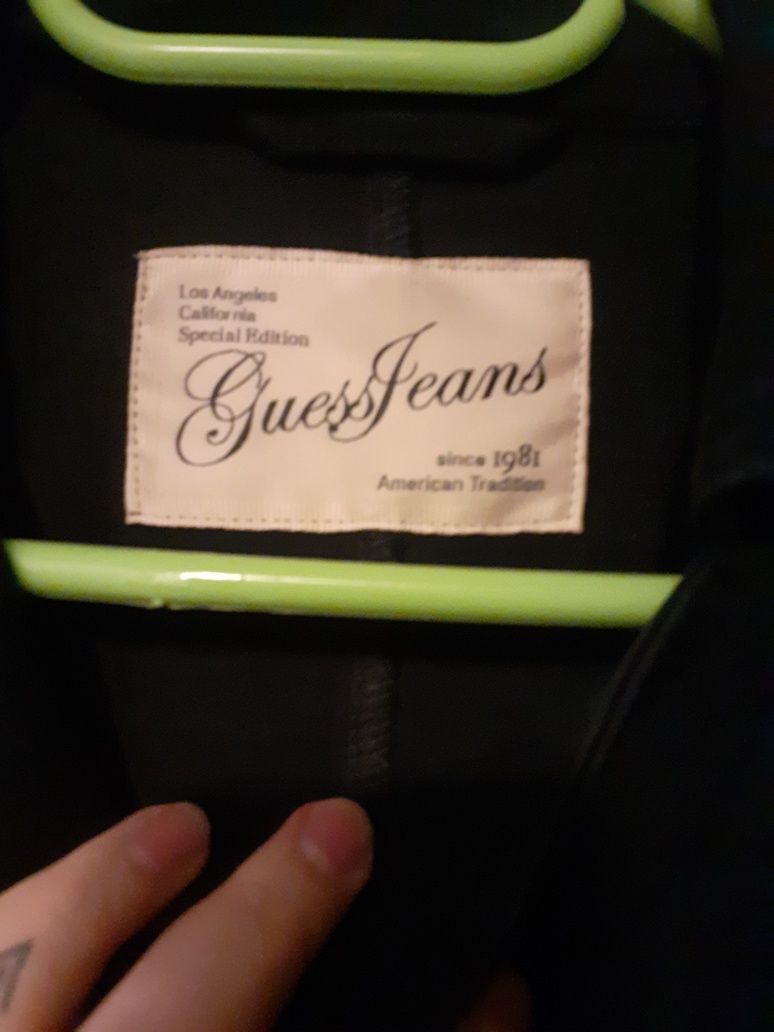 Los Angeles
California
Special Edition
Guess Jeans
since 1981
American Tradition